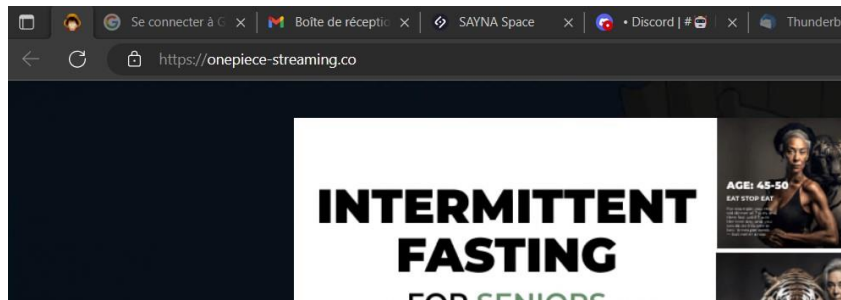 Se connecter à G
Boîte de réceptio
SAYNA Space
• Discord | #
Thunderb
https://onepiece-streaming.co
INTERMITTENT
FASTING
FOR SENIORS
AGE: 45-50
EAT STOP EAT